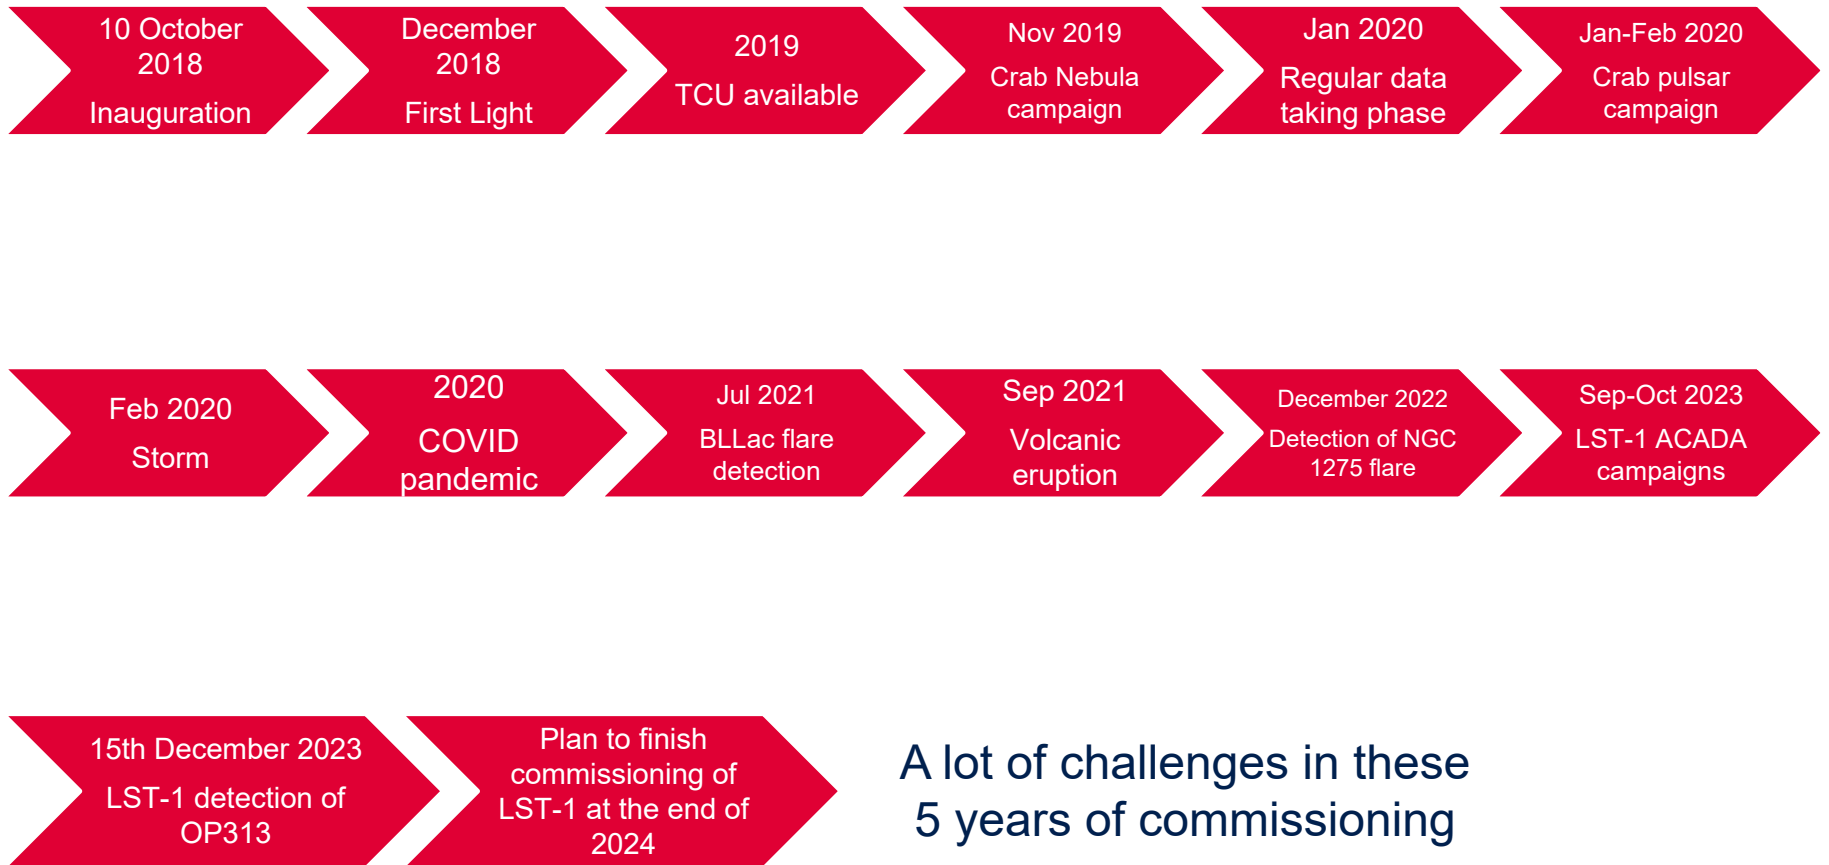 10 October
2018
Inauguration
December
2018
First Light
2019
TCU available
Nov 2019
Crab Nebula
campaign
Jan 2020
Regular data
taking phase
Jan-Feb 2020
Crab pulsar
campaign
Feb 2020
Storm
2020
COVID
pandemic
Jul 2021
BLLac flare
detection
Sep 2021
Volcanic
eruption
December 2022
Detection of NGC
1275 flare
Sep-Oct 2023
LST-1 ACADA
campaigns
15th December 2023
LST-1 detection of
OP313
Plan to finish
commissioning of
LST-1 at the end of
2024
A lot of challenges in these
5 years of commissioning